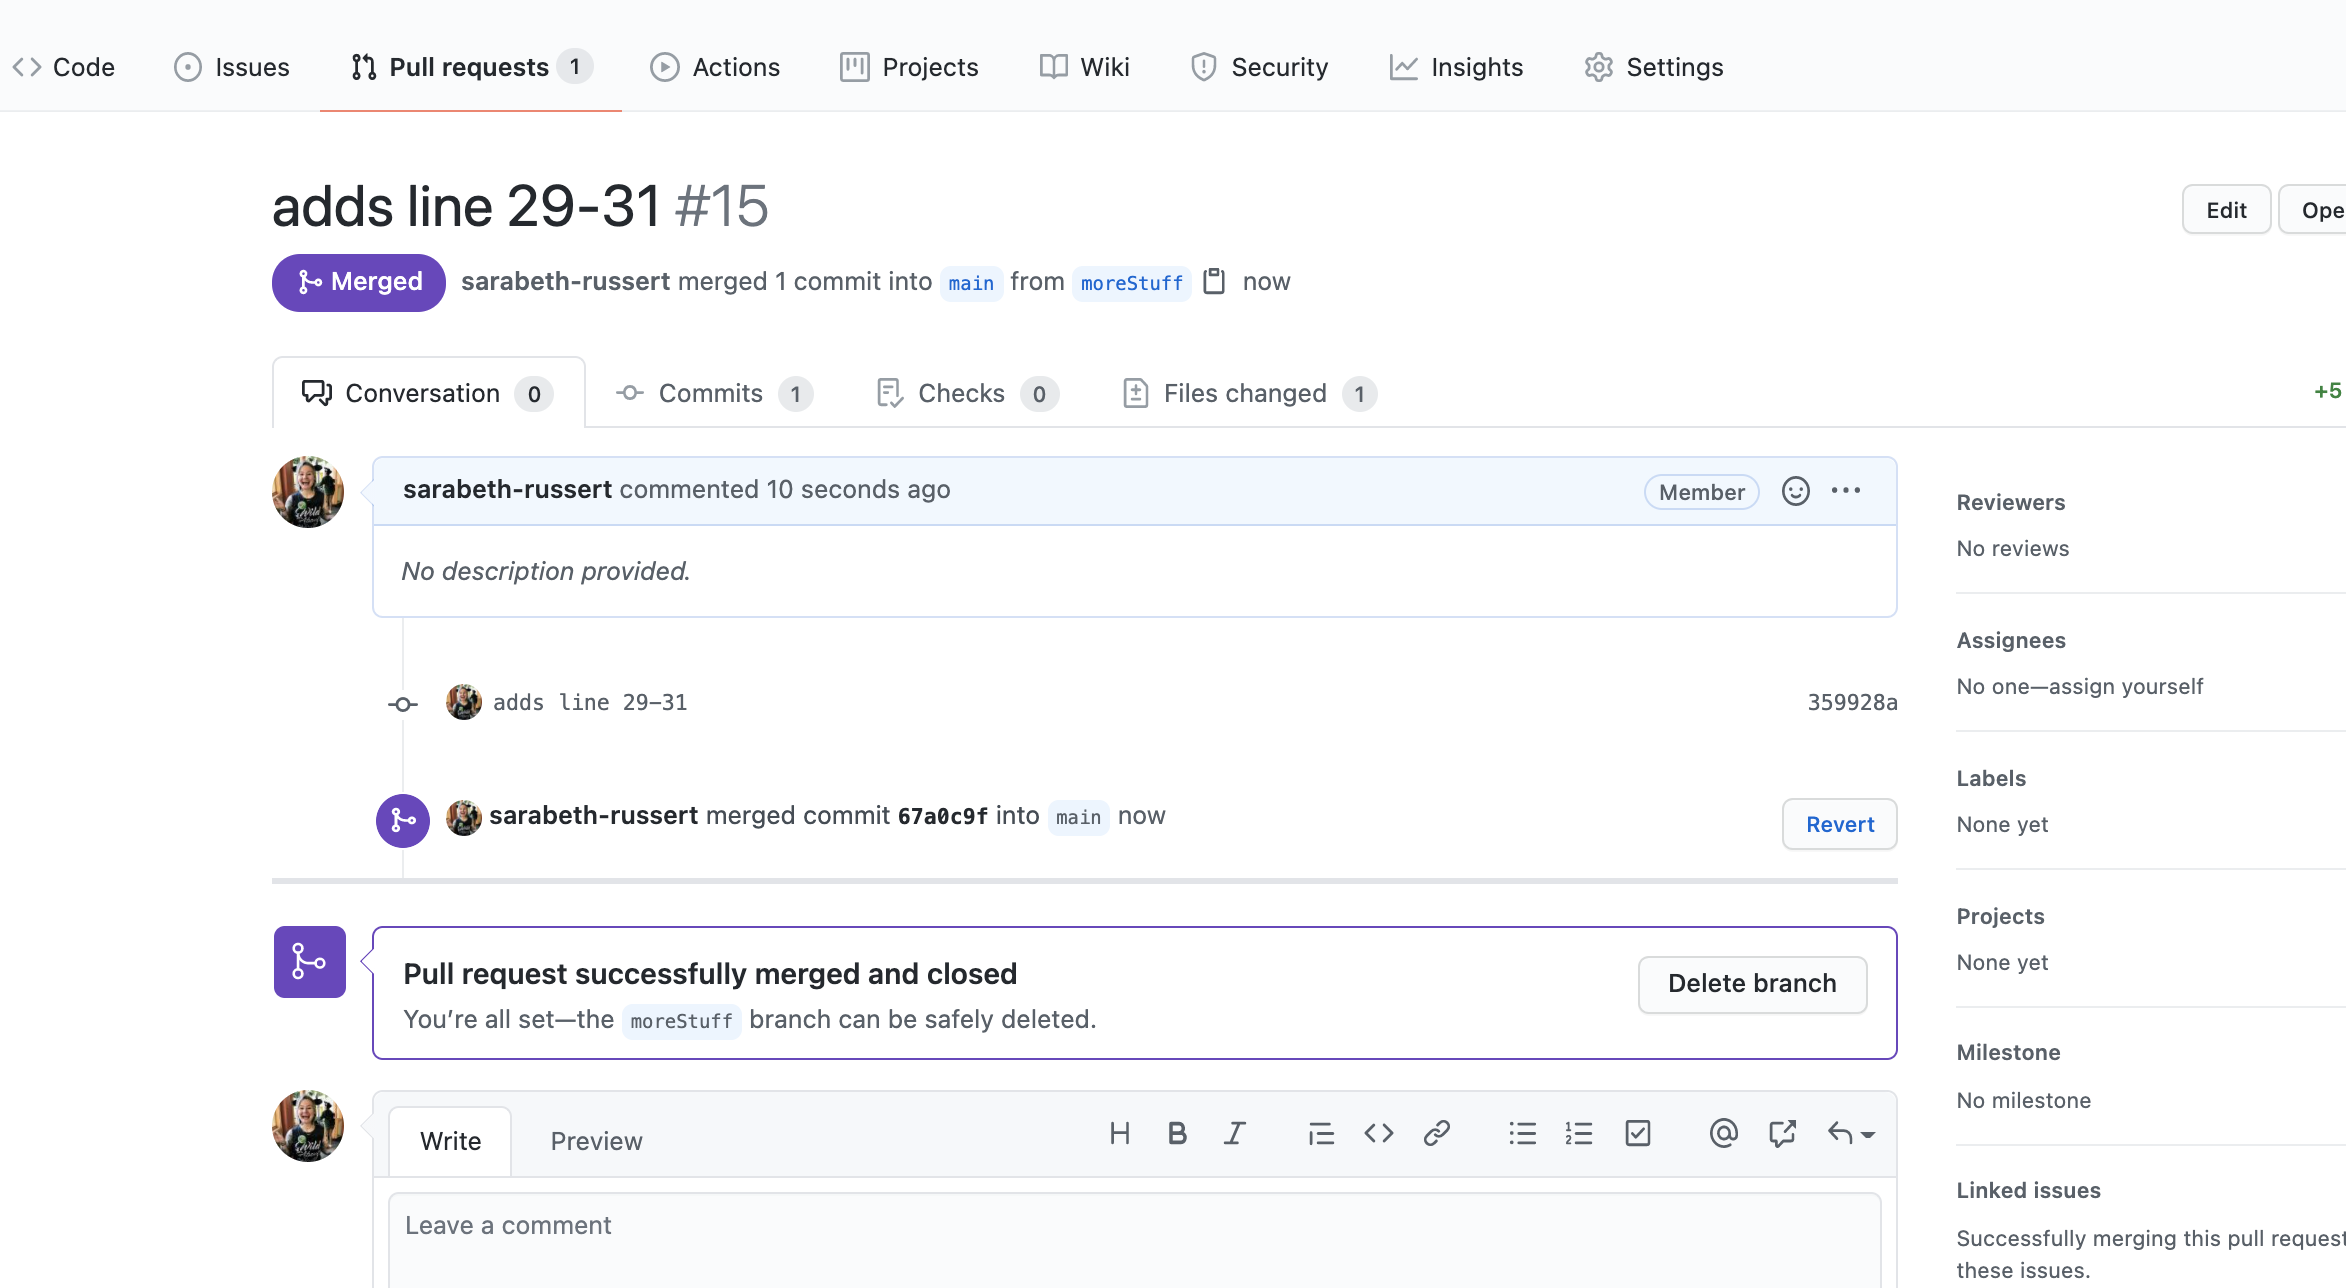 Code Issues Pull requests 1 Actions Projects Wiki Security Insights Settings
adds line 29-31 #15
Edit
Ope
Merged sarabeth-russert merged 1 commit into main from moreStuff now
Conversation 0 Commits 1 Checks 0 Files changed 1
+5
sarabeth-russert commented 10 seconds ago
Member
No description provided.
adds line 29-31
359928a
sarabeth-russert merged commit 67a0c9f into main now
Revert
Pull request successfully merged and closed
You're all set—the moreStuff branch can be safely deleted.
Delete branch
Write Preview
Leave a comment
Reviewers
No reviews
Assignees
No one—assign yourself
Labels
None yet
Projects
None yet
Milestone
No milestone
Linked issues
Successfully merging this pull request
these issues.